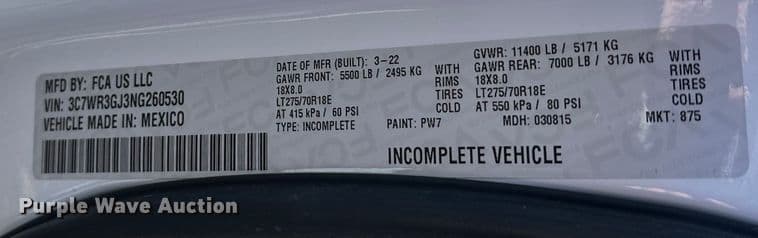 MFD BY: FCA US LLC
VIN: 3C7WR3GJ3NG260530
VEHICLE MADE IN: MEXICO
DATE OF MFR (BUILT): 3-22
GAWR FRONT: 5500 LB / 2495 KG WITH
18X8.0 RIMS
LT275/70R18E TIRES
AT 415 kPa / 60 PSI COLD
TYPE: INCOMPLETE PAINT: PW7
GVWR: 11400 LB / 5171 KG
GAWR REAR: 7000 LB / 3176 KG WITH
18X8.0 RIMS
LT275/70R18E TIRES
AT 550 kPa / 80 PSI COLD
MDH: 030815 MKT: 875
INCOMPLETE VEHICLE
Purple Wave Auction